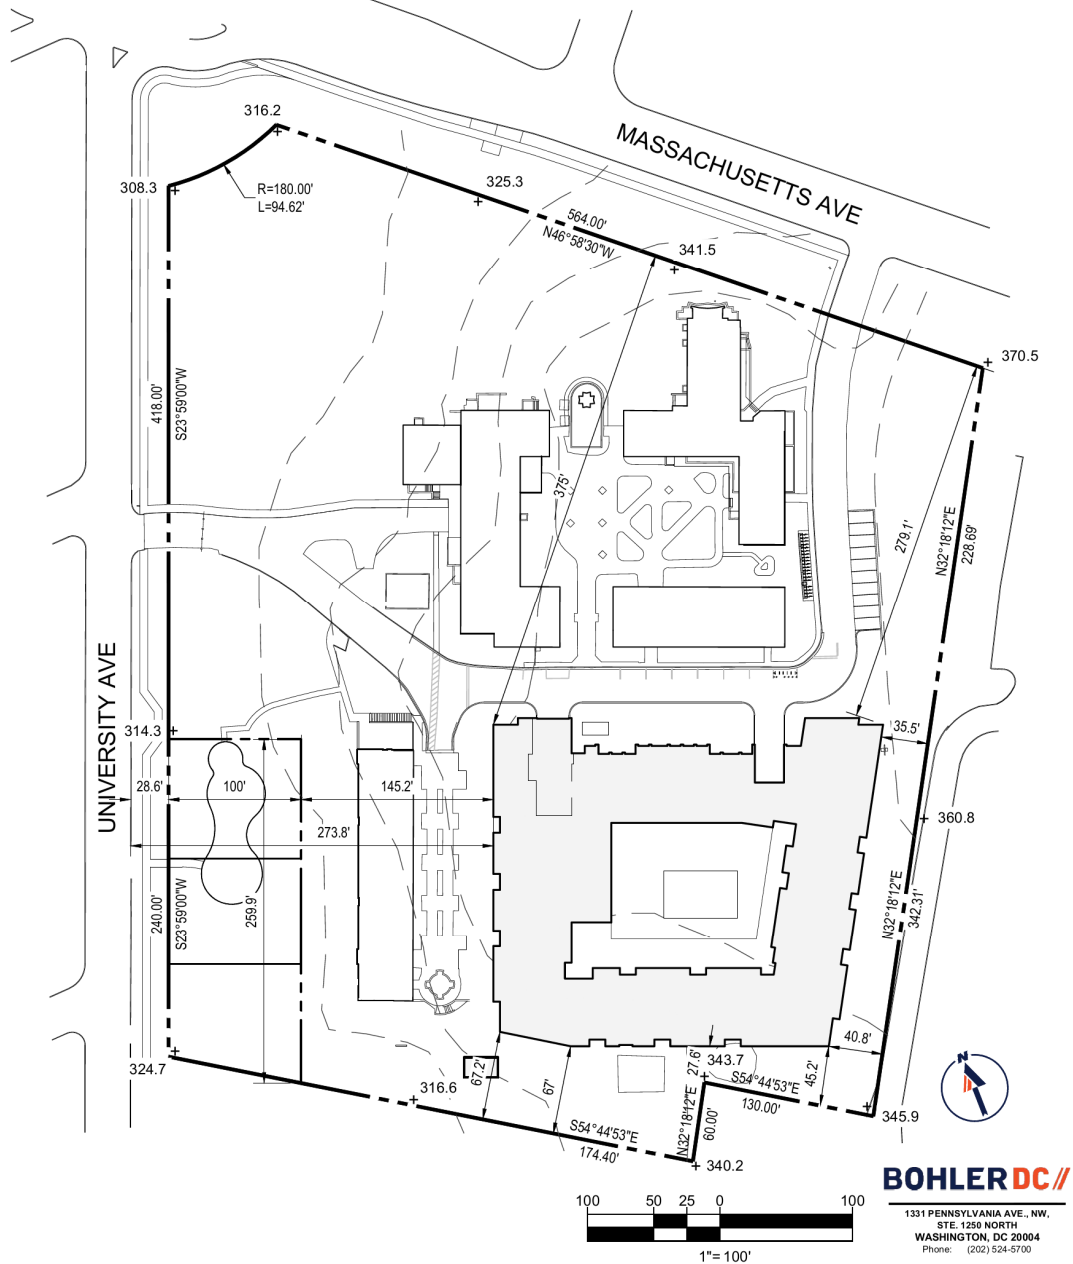 316.2
308.3
R=180.00'
L=94.62'
325.3
MASSACHUSETTS AVE
564.00'
N46°58'30"W
341.5
370.5
418.00'
S23°59'00"W
375'
279.1'
N32°18'12"E
228.69'
UNIVERSITY AVE
314.3
28.6'
100'
145.2'
273.8'
35.5'
360.8
240.00'
S23°59'00"W
259.9'
N32°18'12"E
342.31'
324.7
316.6
67.2'
67'
27.6'
343.7
45.2'
40.8'
S54°44'53"E
130.00'
N32°18'12"E
60.00'
345.9
S54°44'53"E
174.40'
340.2
N
100 50 25 0 100
1"= 100'
BOHLER DC//
1331 PENNSYLVANIA AVE., NW,
STE. 1250 NORTH
WASHINGTON, DC 20004
Phone: (202) 524-5700